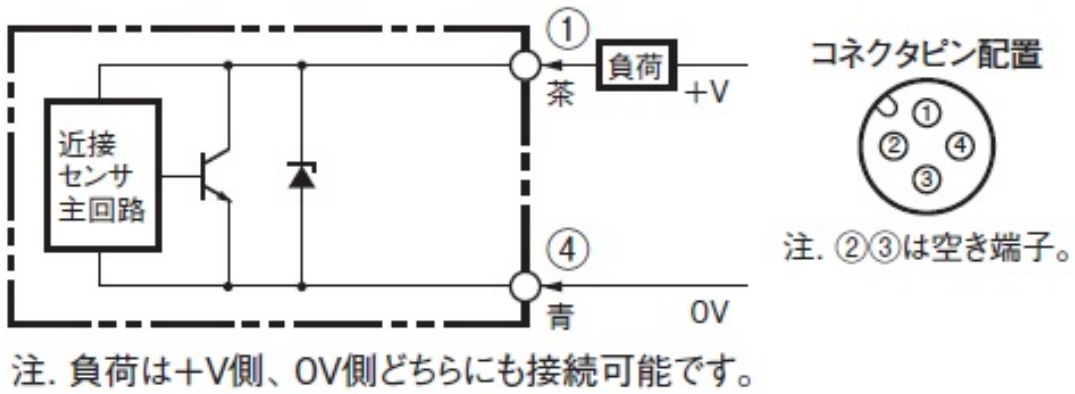 ①
負荷
茶
+V
近接
センサ
主回路
④
青
0V
コネクタピン配置
①
②
④
③
注. ②③は空き端子。
注. 負荷は+V側、0V側どちらにも接続可能です。